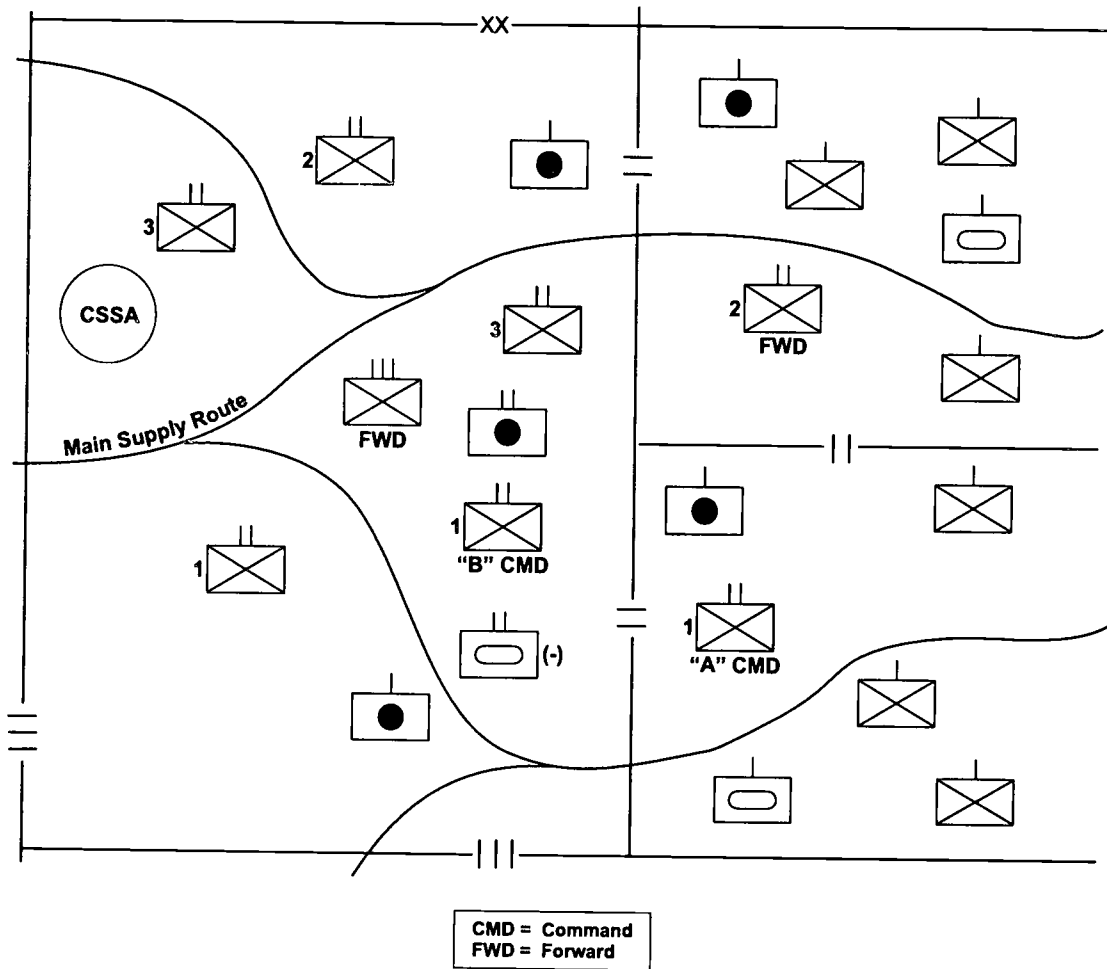 XX
2
3
CSSA
3
2
FWD
FWD
Main Supply Route
1
"B" CMD
1
1
"A" CMD
(-)
CMD = Command
FWD = Forward